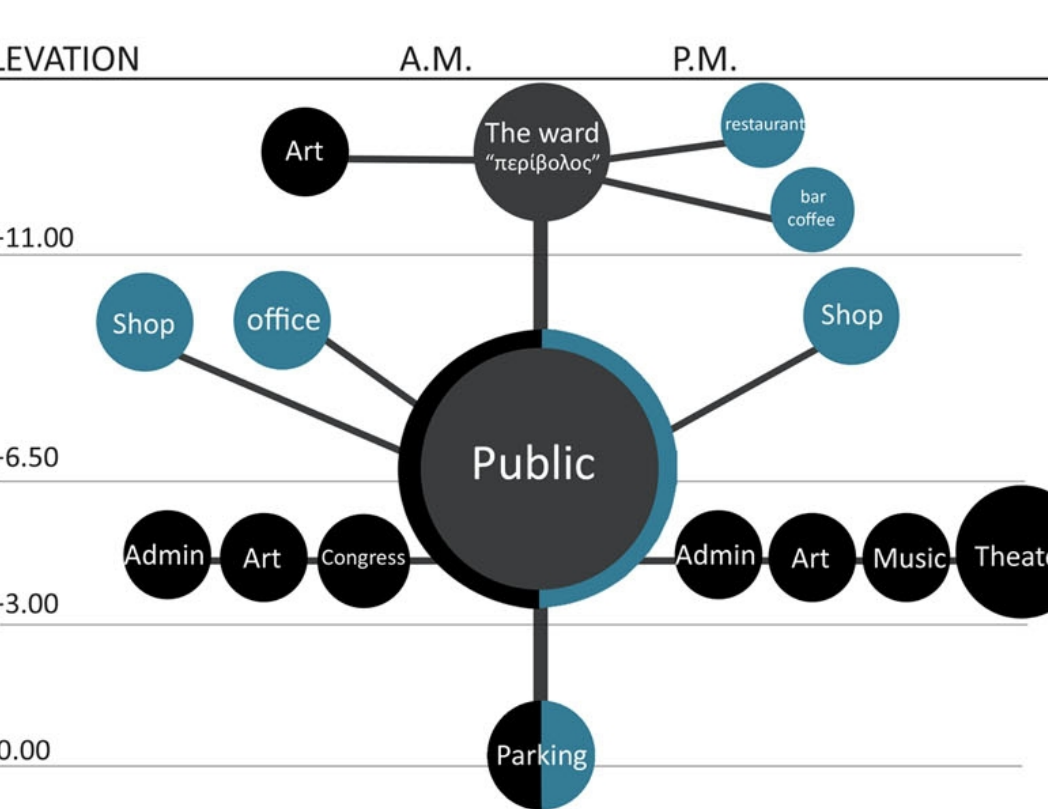 LEVATION A.M. P.M.
Art
The ward
“περίβολος”
restaurant
bar
coffee
-11.00
Shop
office
Shop
Public
-6.50
Admin Art Congress Admin Art Music Theate
-3.00
Parking
0.00